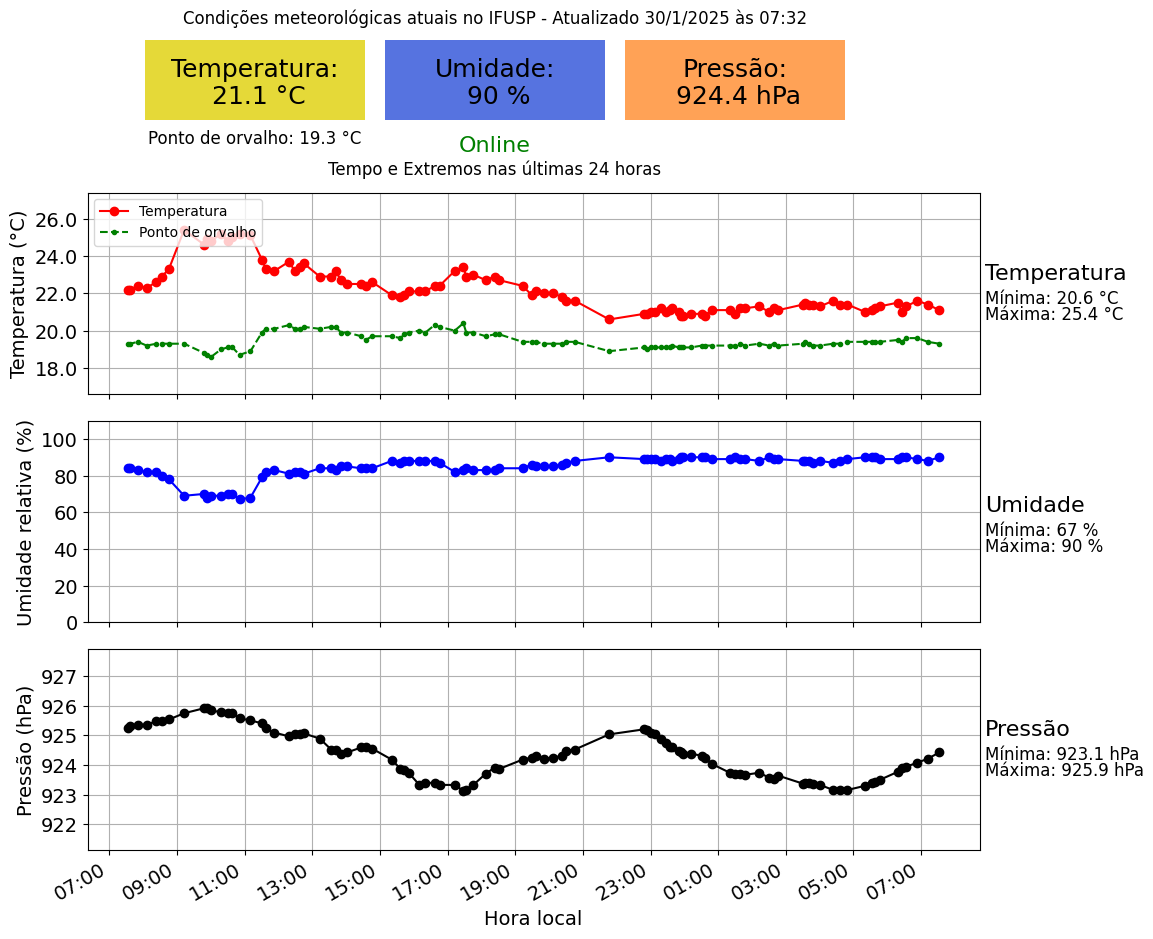 Condições meteorológicas atuais no IFUSP - Atualizado 30/1/2025 às 07:32
Temperatura:
21.1 °C
Umidade:
90 %
Pressão:
924.4 hPa
Ponto de orvalho: 19.3 °C
Online
Tempo e Extremos nas últimas 24 horas
Temperatura (°C)
26.0
24.0
22.0
20.0
18.0
Temperatura
Ponto de orvalho
Temperatura
Mínima: 20.6 °C
Máxima: 25.4 °C
Umidade relativa (%)
100
80
60
40
20
0
Umidade
Mínima: 67 %
Máxima: 90 %
Pressão (hPa)
927
926
925
924
923
922
Pressão
Mínima: 923.1 hPa
Máxima: 925.9 hPa
07:00 09:00 11:00 13:00 15:00 17:00 19:00 21:00 23:00 01:00 03:00 05:00 07:00
Hora local